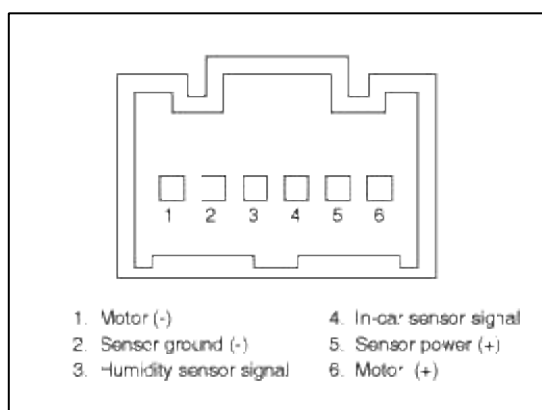 1 2 3 4 5 6
1. Motor (-)
2. Sensor ground (-)
3. Humidity sensor signal
4. In-car sensor signal
5. Sensor power (+)
6. Motor (+)